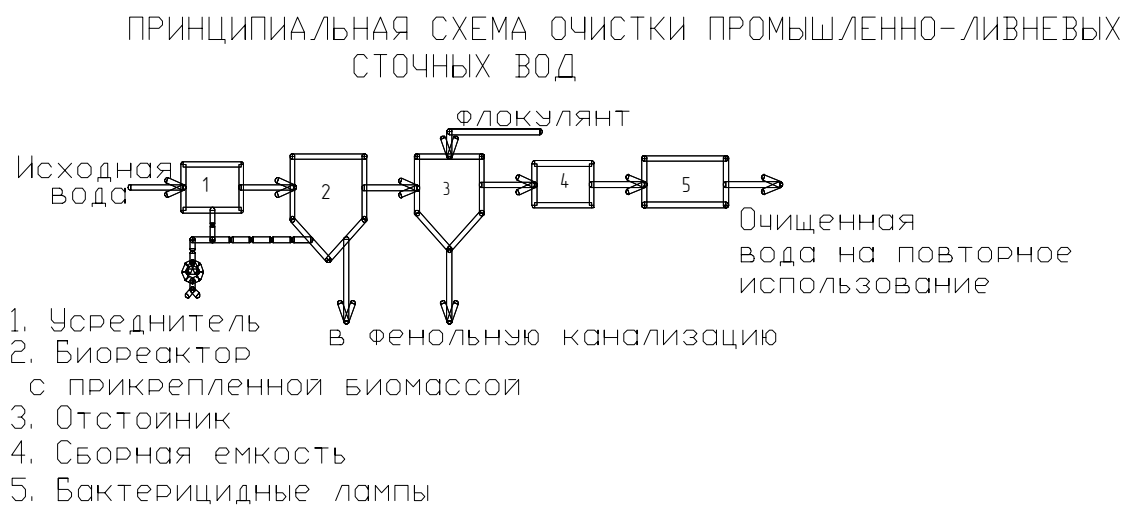 ПРИНЦИПИАЛЬНАЯ СХЕМА ОЧИСТКИ ПРОМЫШЛЕННО-ЛИВНЕВЫХ
СТОЧНЫХ ВОД
ФЛОКУЛЯНТ
Исходная
вода
1
2
3
4
5
Очищенная
вода на повторное
использование
в фенольную канализацию
1. Усреднитель
2. Биореактор
с прикрепленной биомассой
3. Отстойник
4. Сборная емкость
5. Бактерицидные лампы